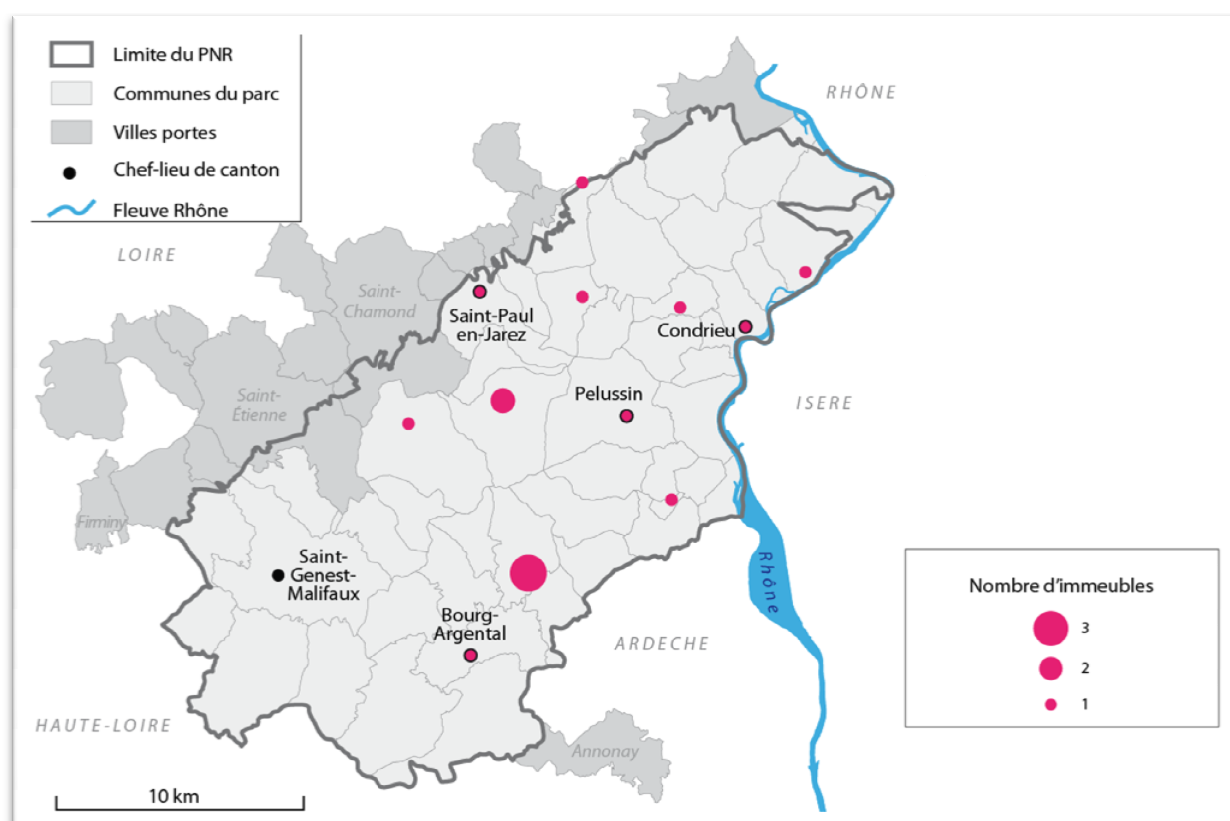 Limite du PNR
Communes du parc
Villes portes
Chef-lieu de canton
Fleuve Rhône
RHÔNE
LOIRE
Saint-
Chamond
Saint-Paul
en-Jarez
Condrieu
Saint-
Étienne
Pelussin
ISERE
Firminy
Saint-
Genest-
Malifaux
Rhône
Bourg-
Argental
ARDECHE
HAUTE-LOIRE
Annonay
10 km
Nombre d'immeubles
3
2
1